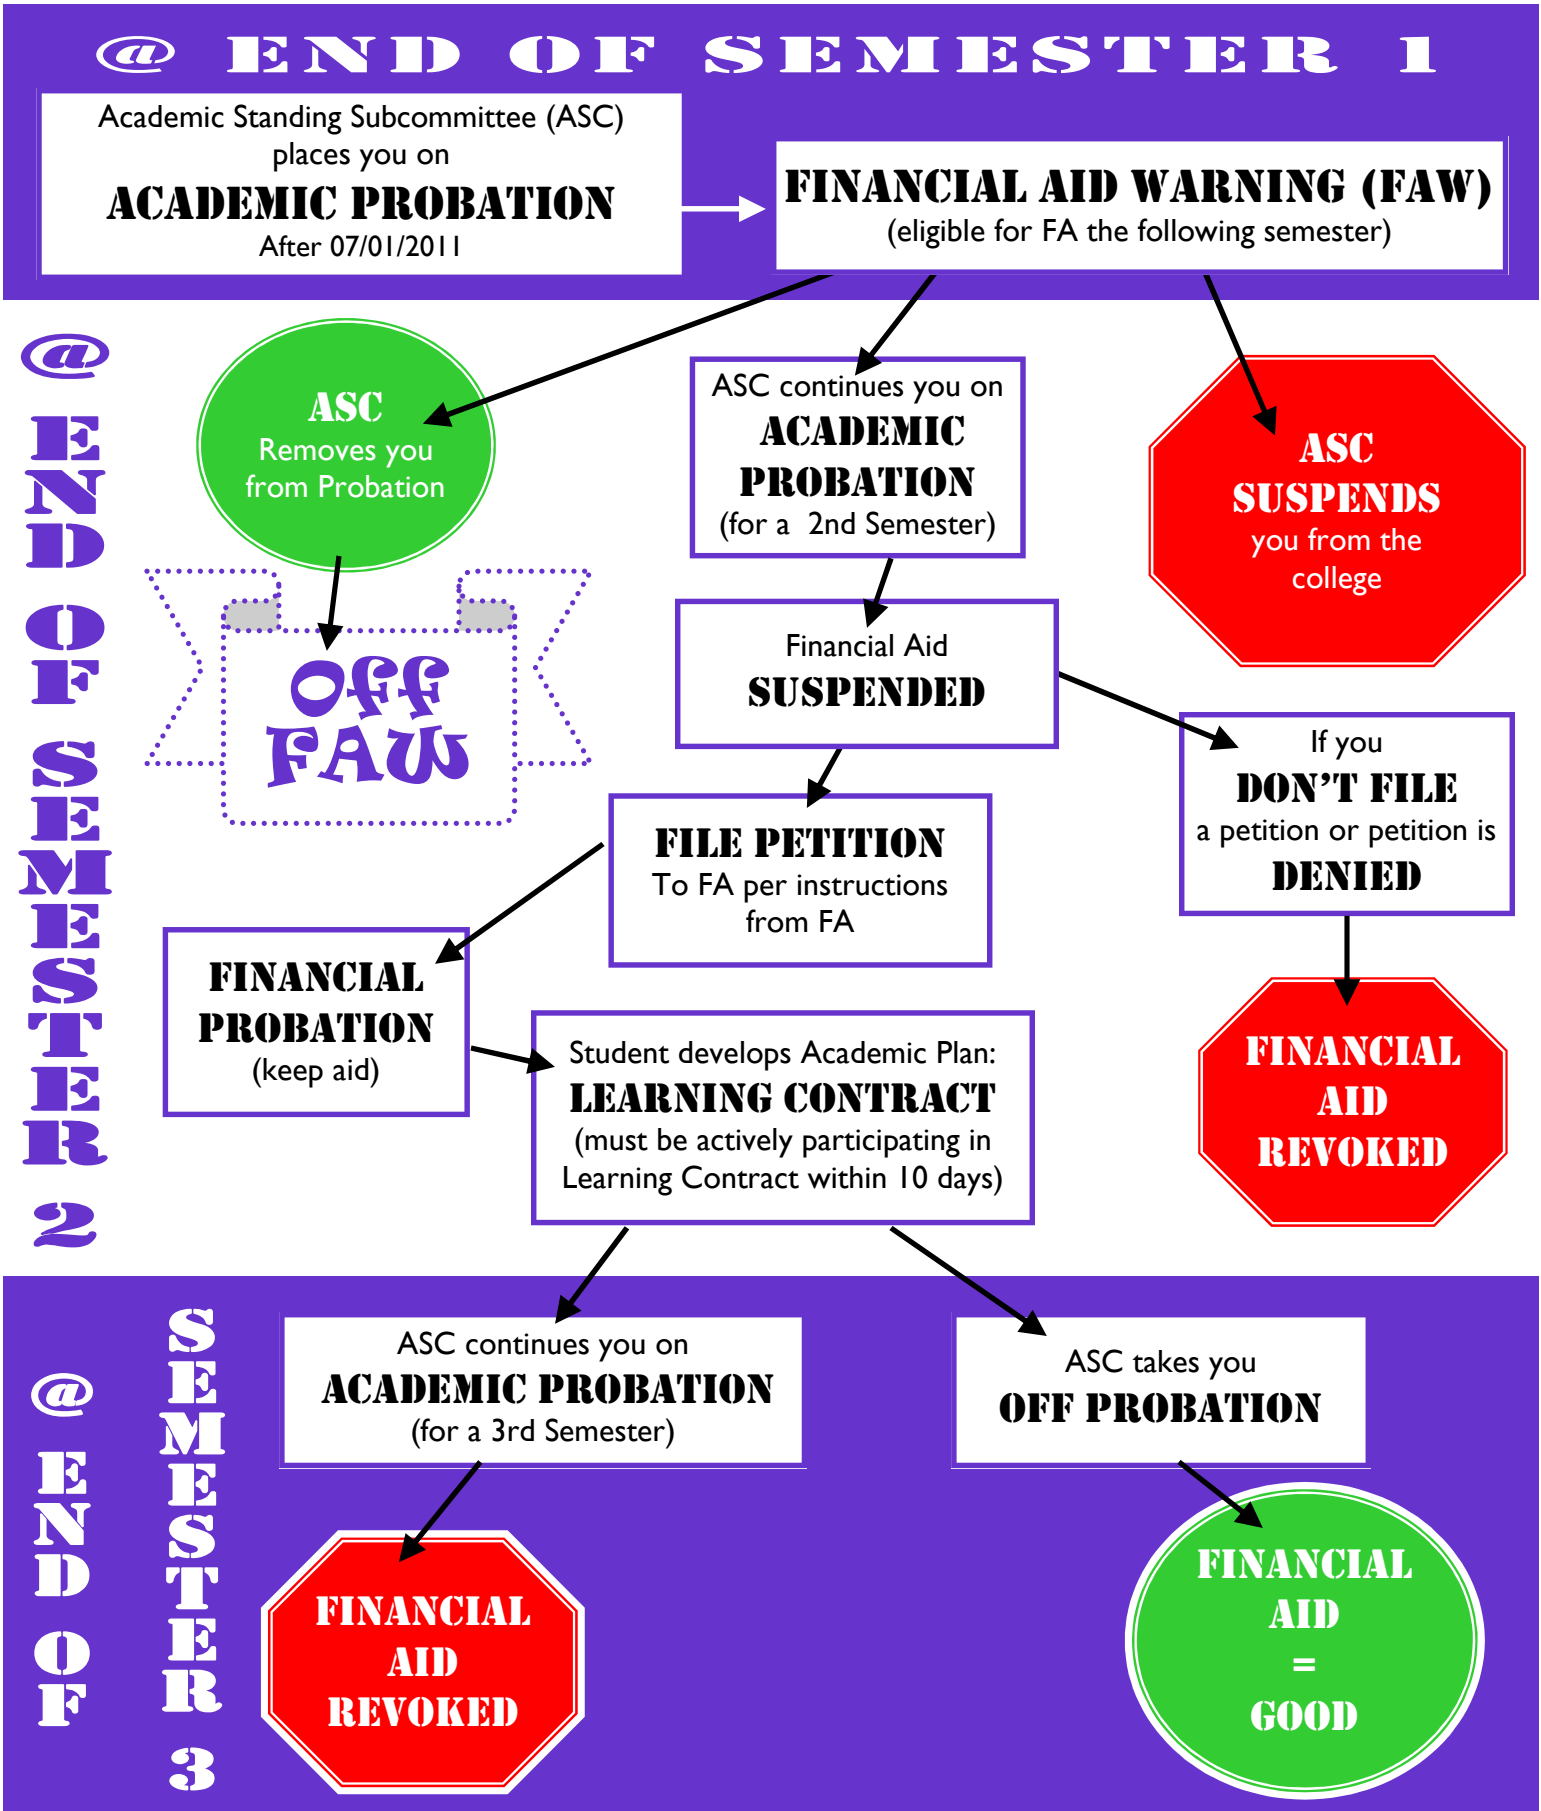 @ END OF SEMESTER 1
Academic Standing Subcommittee (ASC)
places you on
ACADEMIC PROBATION
After 07/01/2011
FINANCIAL AID WARNING (FAW)
(eligible for FA the following semester)
@ END OF SEMESTER 2
ASC
Removes you
from Probation
OFF
FAW
ASC continues you on
ACADEMIC
PROBATION
(for a 2nd Semester)
ASC
SUSPENDS
you from the
college
Financial Aid
SUSPENDED
If you
DON'T FILE
a petition or petition is
DENIED
FILE PETITION
To FA per instructions
from FA
FINANCIAL
PROBATION
(keep aid)
Student develops Academic Plan:
LEARNING CONTRACT
(must be actively participating in
Learning Contract within 10 days)
FINANCIAL
AID
REVOKED
@ END OF
SEMESTER 3
ASC continues you on
ACADEMIC PROBATION
(for a 3rd Semester)
ASC takes you
OFF PROBATION
FINANCIAL
AID
REVOKED
FINANCIAL
AID
=
GOOD